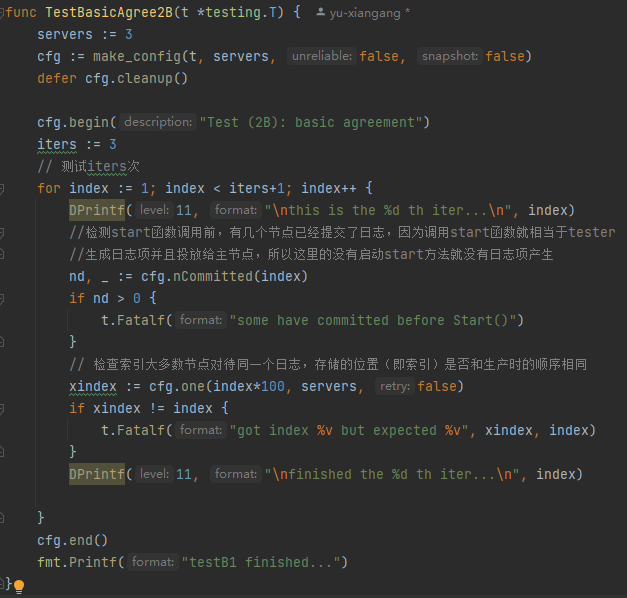 func TestBasicAgree2B(t *testing.T) { yu-xiangang *
servers := 3
cfg := make_config(t, servers, unreliable: false, snapshot: false)
defer cfg.cleanup()
cfg.begin( description: "Test (2B): basic agreement")
iters := 3
// 测试iters次
for index := 1; index < iters+1; index++ {
DPrintf( level: 11, format: "\nthis is the %d th iter...\n", index)
//检测start函数调用前，有几个节点已经提交了日志，因为调用start函数就相当于tester
//生成日志项并且投放给主节点，所以这里的没有启动start方法就没有日志项产生
nd, _ := cfg.nCommitted(index)
if nd > 0 {
t.Fatalf( format: "some have committed before Start()")
}
// 检查索引大多数节点对待同一个日志，存储的位置（即索引）是否和生产时的顺序相同
xindex := cfg.one(index*100, servers, retry: false)
if xindex != index {
t.Fatalf( format: "got index %v but expected %v", xindex, index)
}
DPrintf( level: 11, format: "\nfinished the %d th iter...\n", index)
}
cfg.end()
fmt.Printf( format: "testB1 finished...")
}